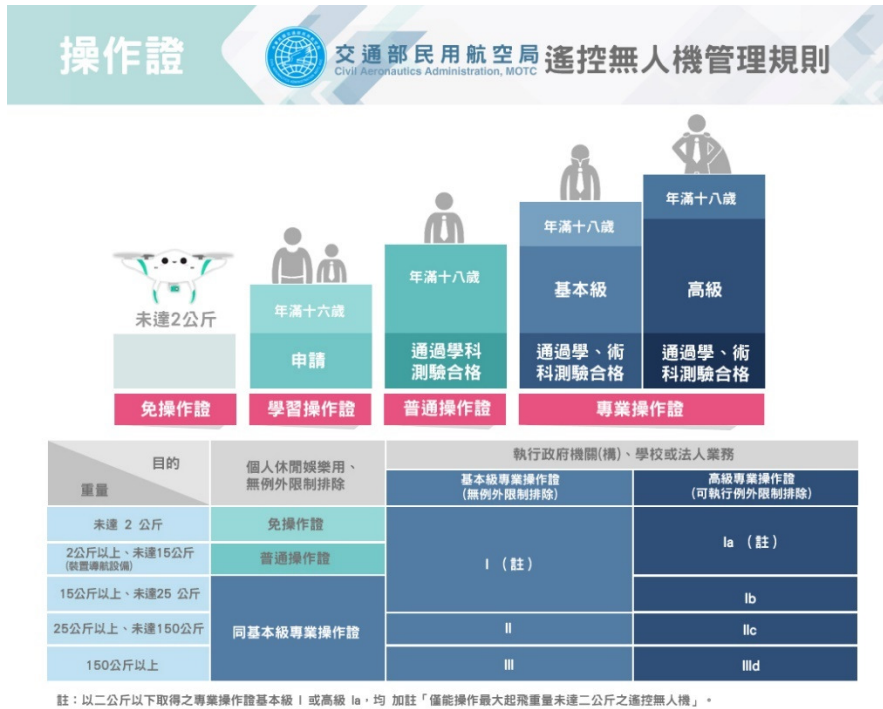 操作證
交通部民用航空局 遙控無人機管理規則
Civil Aeronautics Administration, MOTC
年滿十八歲
年滿十八歲
年滿十八歲
基本級
高級
未達2公斤
年滿十六歲
申請
通過學科
測驗合格
通過學、術
科測驗合格
通過學、術
科測驗合格
免操作證
學習操作證
普通操作證
專業操作證
目的
重量
個人休閒娛樂用、
無例外限制排除
執行政府機關(構)、學校或法人業務
基本級專業操作證
(無例外限制排除)
高級專業操作證
(可執行例外限制排除)
未達 2 公斤
免操作證
I (註)
Ia (註)
2公斤以上、未達15公斤
(裝置導航設備)
普通操作證
15公斤以上、未達25 公斤
同基本級專業操作證
Ib
25公斤以上、未達150公斤
II
IIc
150公斤以上
III
IIId
註:以二公斤以下取得之專業操作證基本級 I 或高級 Ia,均 加註「僅能操作最大起飛重量未達二公斤之遙控無人機」。